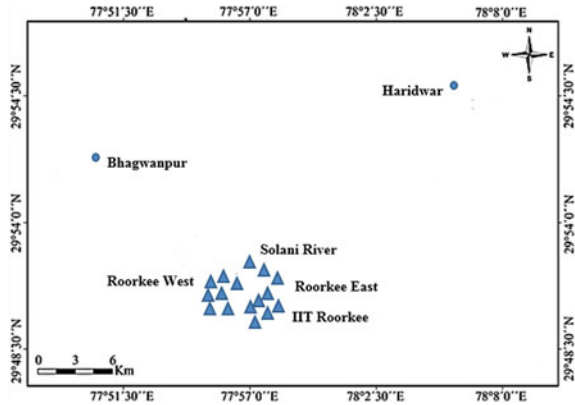 77°51'30''E 77°57'0''E 78°2'30''E 78°8'0''E
N
W E
S
29°54'30''N 29°54'30''N
Haridwar
Bhagwanpur
29°54'0''N 29°54'0''N
Solani River
Roorkee West
Roorkee East
IIT Roorkee
29°48'30''N 29°48'30''N
0 3 6
Km
77°51'30''E 77°57'0''E 78°2'30''E 78°8'0''E